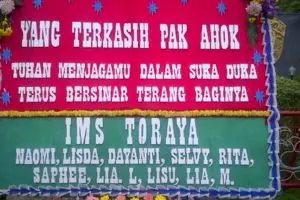 YANG TERKASIH PAK AHOK
TUHAN MENJAGAMU DALAM SUKA DUKA
TERUS BERSINAR TERANG BAGINYA
IMS TORAYA
NAOMI, LISDA, DAYANTI, SELVY, RITA,
SAPHEE, LIA. L, LISU, LIA, M.